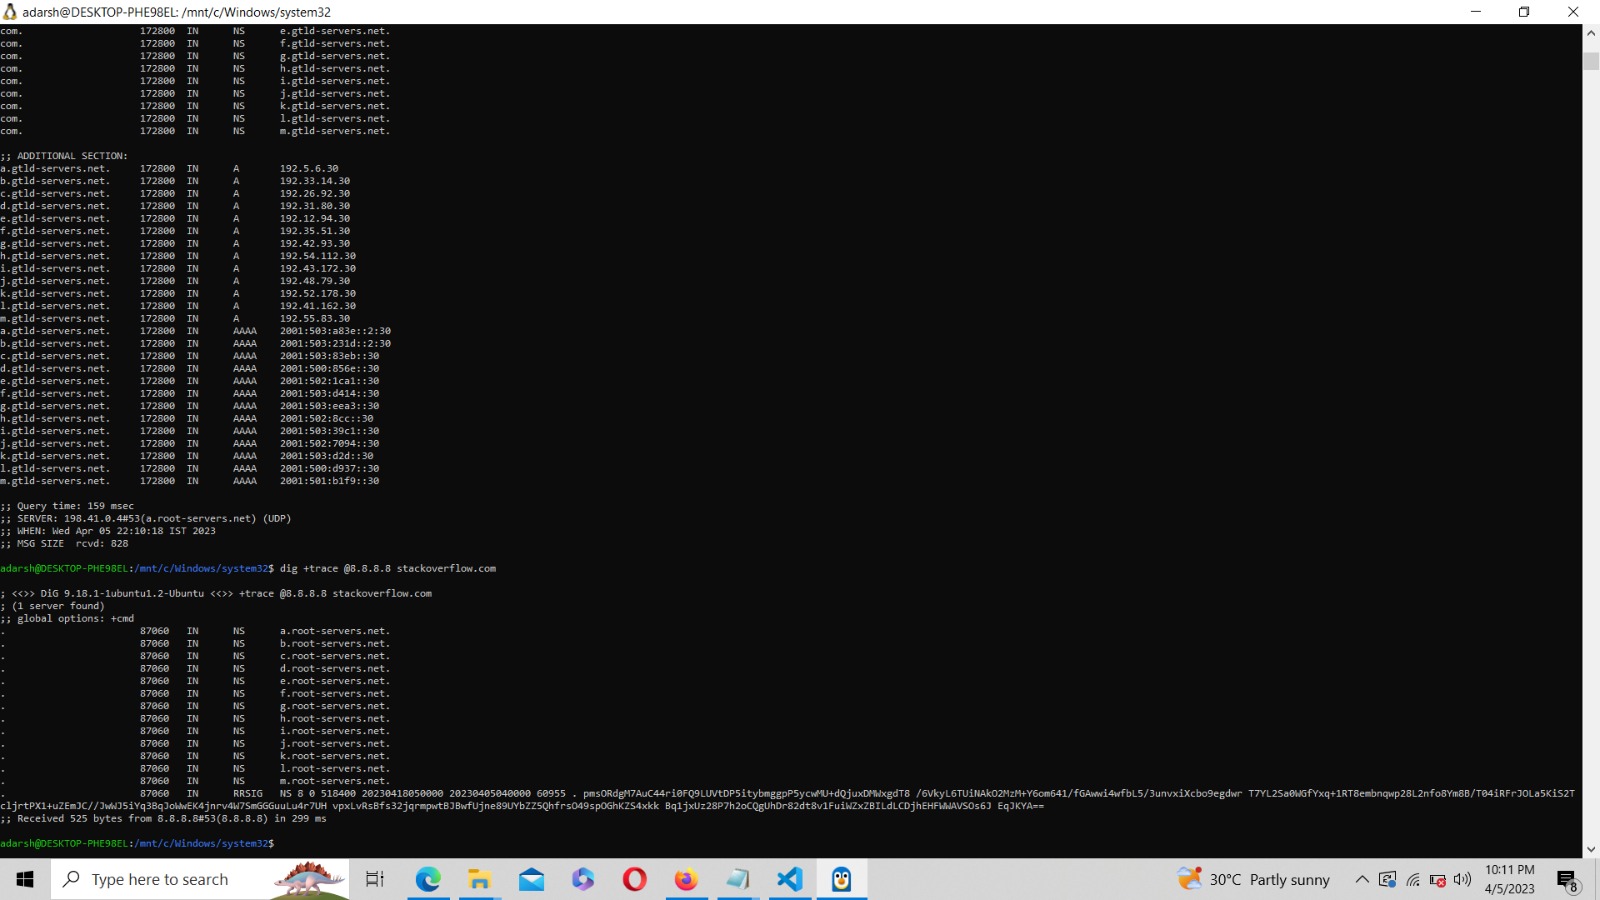 adarsh@DESKTOP-PHE98EL: /mnt/c/Windows/system32
com. 172800 IN NS e.gtld-servers.net.
com. 172800 IN NS f.gtld-servers.net.
com. 172800 IN NS g.gtld-servers.net.
com. 172800 IN NS h.gtld-servers.net.
com. 172800 IN NS i.gtld-servers.net.
com. 172800 IN NS j.gtld-servers.net.
com. 172800 IN NS k.gtld-servers.net.
com. 172800 IN NS l.gtld-servers.net.
com. 172800 IN NS m.gtld-servers.net.
;; ADDITIONAL SECTION:
a.gtld-servers.net. 172800 IN A 192.5.6.30
b.gtld-servers.net. 172800 IN A 192.33.14.30
c.gtld-servers.net. 172800 IN A 192.26.92.30
d.gtld-servers.net. 172800 IN A 192.31.80.30
e.gtld-servers.net. 172800 IN A 192.12.94.30
f.gtld-servers.net. 172800 IN A 192.35.51.30
g.gtld-servers.net. 172800 IN A 192.42.93.30
h.gtld-servers.net. 172800 IN A 192.54.112.30
i.gtld-servers.net. 172800 IN A 192.43.172.30
j.gtld-servers.net. 172800 IN A 192.48.79.30
k.gtld-servers.net. 172800 IN A 192.52.178.30
l.gtld-servers.net. 172800 IN A 192.41.162.30
m.gtld-servers.net. 172800 IN A 192.55.83.30
a.gtld-servers.net. 172800 IN AAAA 2001:503:a83e::2:30
b.gtld-servers.net. 172800 IN AAAA 2001:503:231d::2:30
c.gtld-servers.net. 172800 IN AAAA 2001:503:83eb::30
d.gtld-servers.net. 172800 IN AAAA 2001:500:856e::30
e.gtld-servers.net. 172800 IN AAAA 2001:502:1ca1::30
f.gtld-servers.net. 172800 IN AAAA 2001:503:d414::30
g.gtld-servers.net. 172800 IN AAAA 2001:503:eea3::30
h.gtld-servers.net. 172800 IN AAAA 2001:502:8cc::30
i.gtld-servers.net. 172800 IN AAAA 2001:503:39c1::30
j.gtld-servers.net. 172800 IN AAAA 2001:502:7094::30
k.gtld-servers.net. 172800 IN AAAA 2001:503:d2d::30
l.gtld-servers.net. 172800 IN AAAA 2001:500:d937::30
m.gtld-servers.net. 172800 IN AAAA 2001:501:b1f9::30
;; Query time: 159 msec
;; SERVER: 198.41.0.4#53(a.root-servers.net) (UDP)
;; WHEN: Wed Apr 05 22:10:18 IST 2023
;; MSG SIZE rcvd: 828
adarsh@DESKTOP-PHE98EL:/mnt/c/Windows/system32$ dig +trace @8.8.8.8 stackoverflow.com
; <<>> DiG 9.18.1-1ubuntu1.2-Ubuntu <<>> +trace @8.8.8.8 stackoverflow.com
; (1 server found)
;; global options: +cmd
. 87060 IN NS a.root-servers.net.
. 87060 IN NS b.root-servers.net.
. 87060 IN NS c.root-servers.net.
. 87060 IN NS d.root-servers.net.
. 87060 IN NS e.root-servers.net.
. 87060 IN NS f.root-servers.net.
. 87060 IN NS g.root-servers.net.
. 87060 IN NS h.root-servers.net.
. 87060 IN NS i.root-servers.net.
. 87060 IN NS j.root-servers.net.
. 87060 IN NS k.root-servers.net.
. 87060 IN NS l.root-servers.net.
. 87060 IN NS m.root-servers.net.
. 87060 IN RRSIG NS 8 0 518400 20230418050000 20230405040000 60955 .
EqJKYA==
;; Received 525 bytes from 8.8.8.8#53(8.8.8.8) in 299 ms
adarsh@DESKTOP-PHE98EL:/mnt/c/Windows/system32$
Type here to search
30°C Partly sunny
10:11 PM
4/5/2023
8